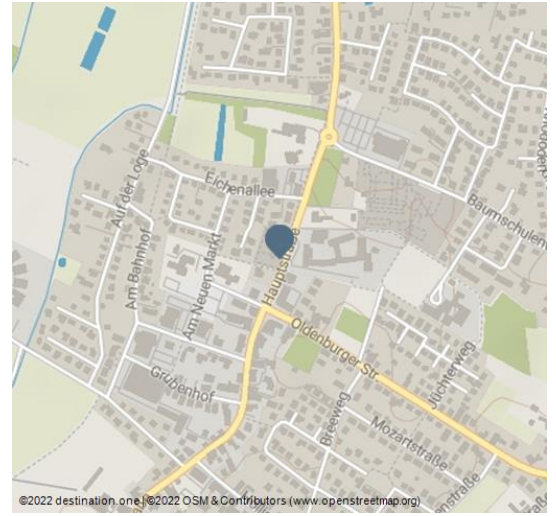 Auf der Loge
Eichenallee
Am Bahnhof
Am Neuen Markt
Hauptstraße
Oldenburger Str.
Grubenhof
Breeweg
Jüchterweg
Mozartstraße
©2022 destination.one | ©2022 OSM & Contributors (www.openstreetmap.org)